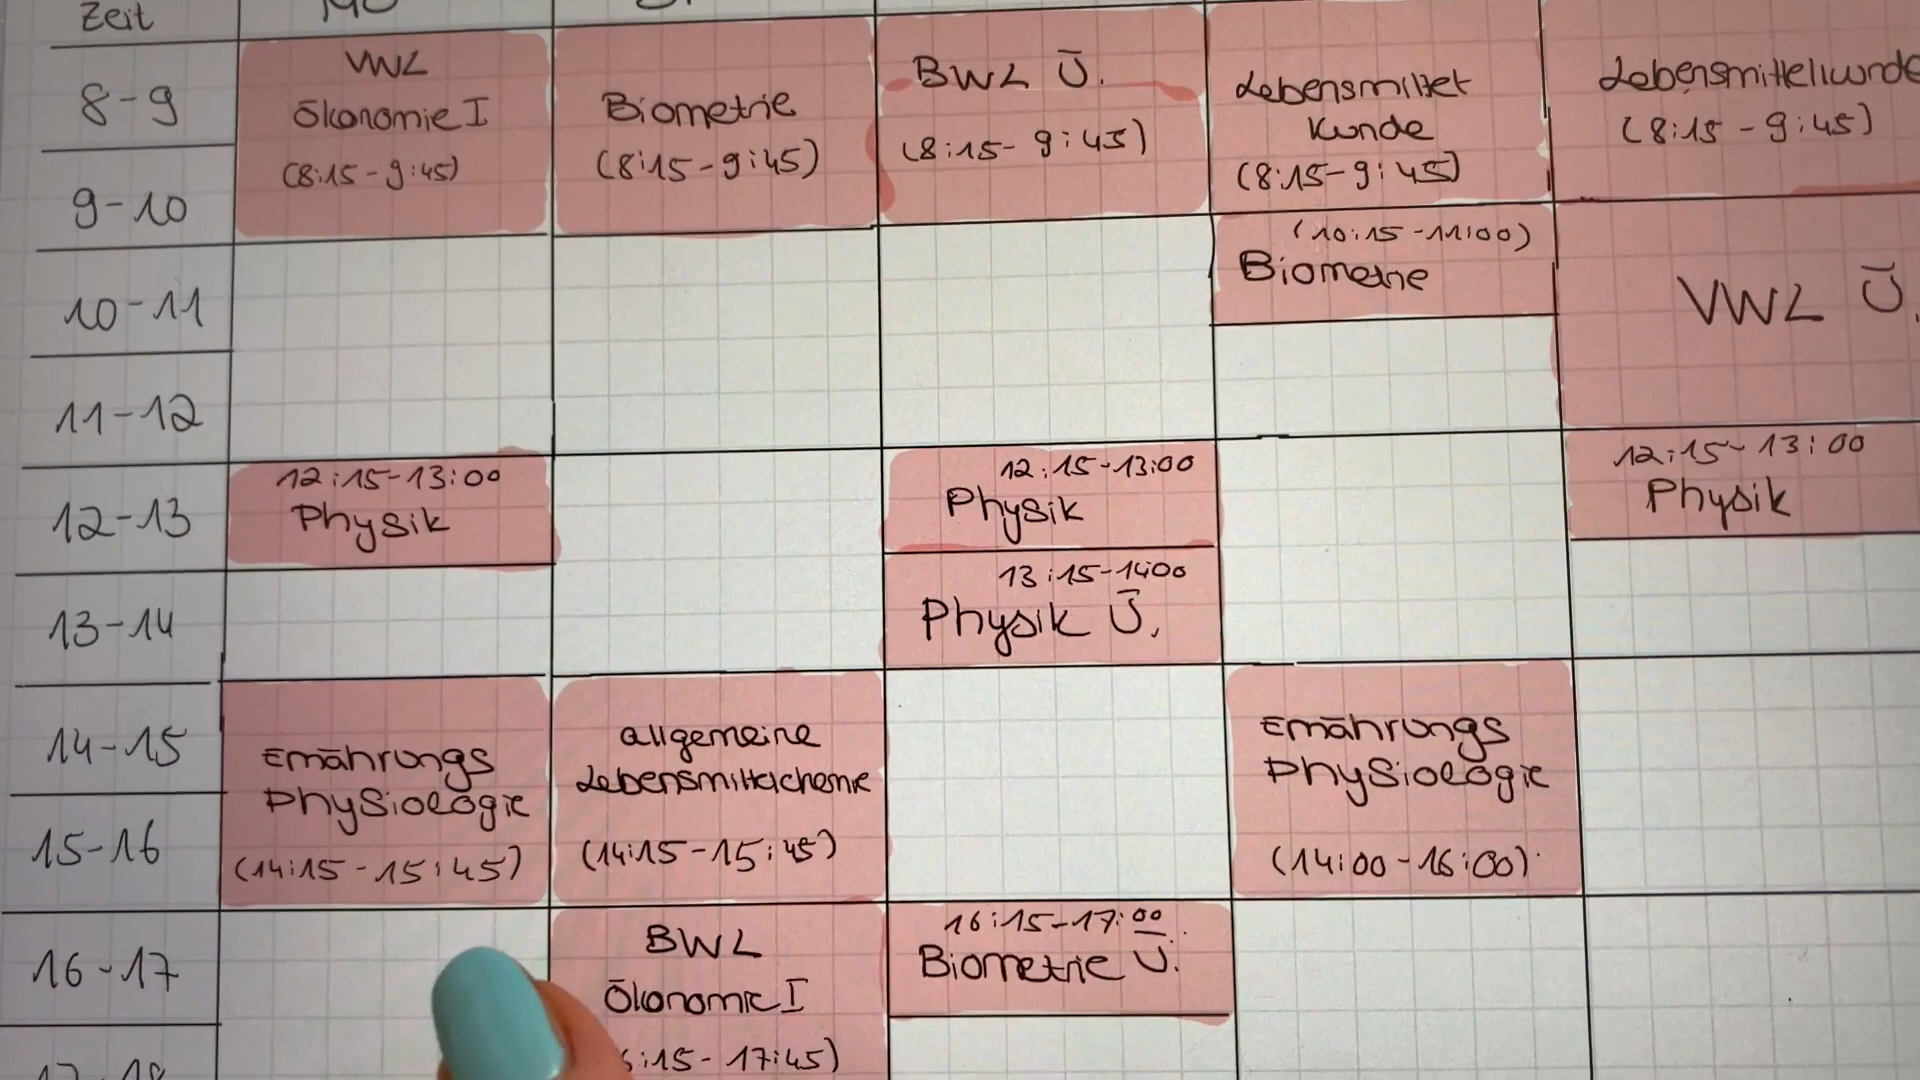 Zeit
8-9
9-10
10-11
11-12
12-13
13-14
14-15
15-16
16-17
VWL
Ökonomie I
(8:15-9:45)
12:15-13:00
Physik
Ernährungs
Physiologie
(14:15-15:45)
Biometrie
(8:15-9:45)
allgemeine
Lebensmittelchemie
(14:15-15:45)
BWL
Ökonomie I
:15-17:45)
BWL Ü.
(8:15-9:45)
12:15-13:00
Physik
13:15-1400
Physik Ü.
16:15-17:00
Biometrie Ü.
Lebensmittel
Kunde
(8:15-9:45)
(10:15-11:00)
Biometrie
Ernährungs
Physiologie
(14:00-16:00)
Lebensmittelkunde
(8:15-9:45)
VWL Ü.
12:15-13:00
Physik